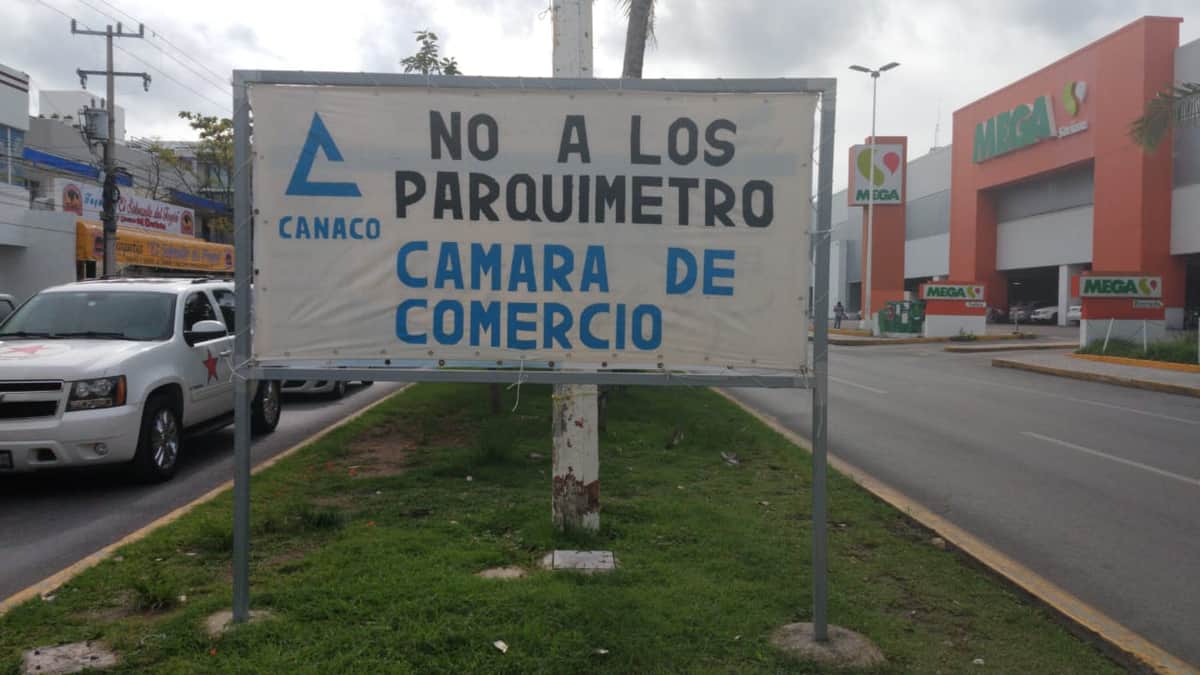 NO A LOS
PARQUIMETRO
CANACO
CAMARA DE
COMERCIO
MEGA
MEGA
MEGA
MEGA